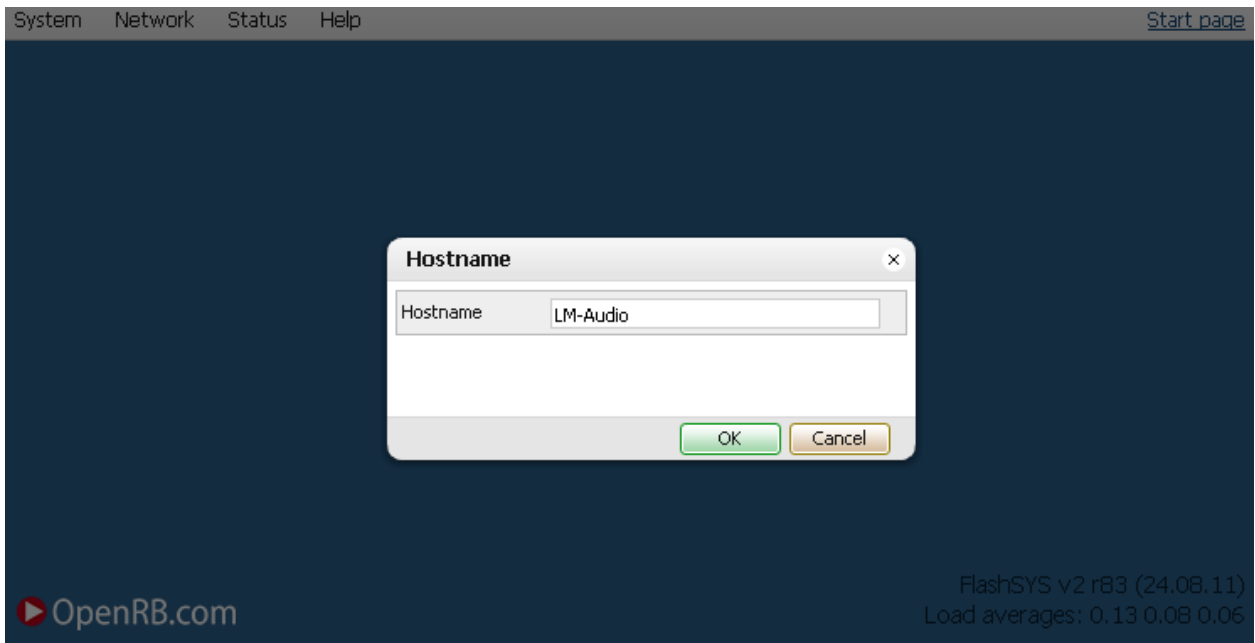 System Network Status Help Start page
Hostname
Hostname LM-Audio
OK Cancel
FlashSYS v2 r83 (24.08.11)
OpenRB.com
Load averages: 0.13 0.08 0.06